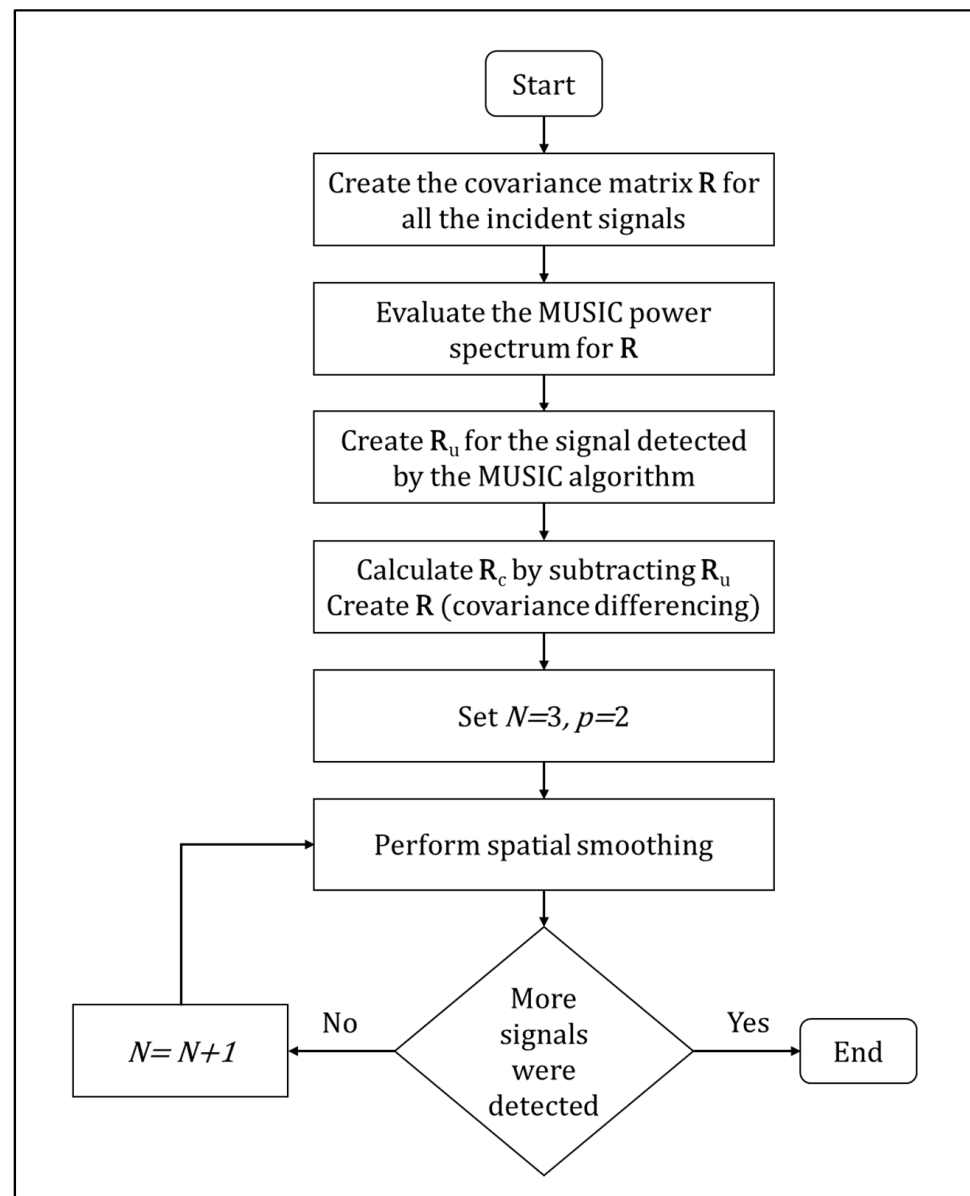 Start
Create the covariance matrix R for
all the incident signals
Evaluate the MUSIC power
spectrum for R
Create Ru for the signal detected
by the MUSIC algorithm
Calculate Rc by subtracting Ru
Create R (covariance differencing)
Set N=3, p=2
Perform spatial smoothing
More
signals
were
detected
No
Yes
N= N+1
End